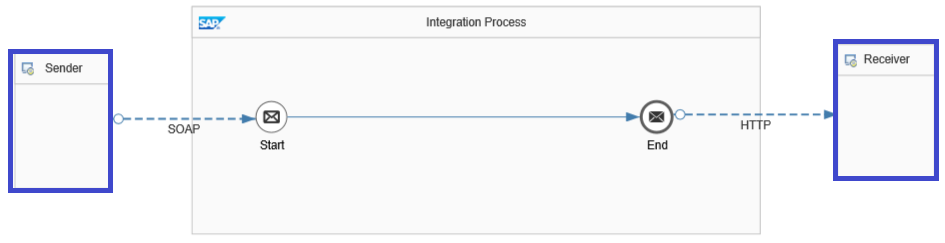 SAP
Integration Process
Sender
Receiver
SOAP
HTTP
Start
End